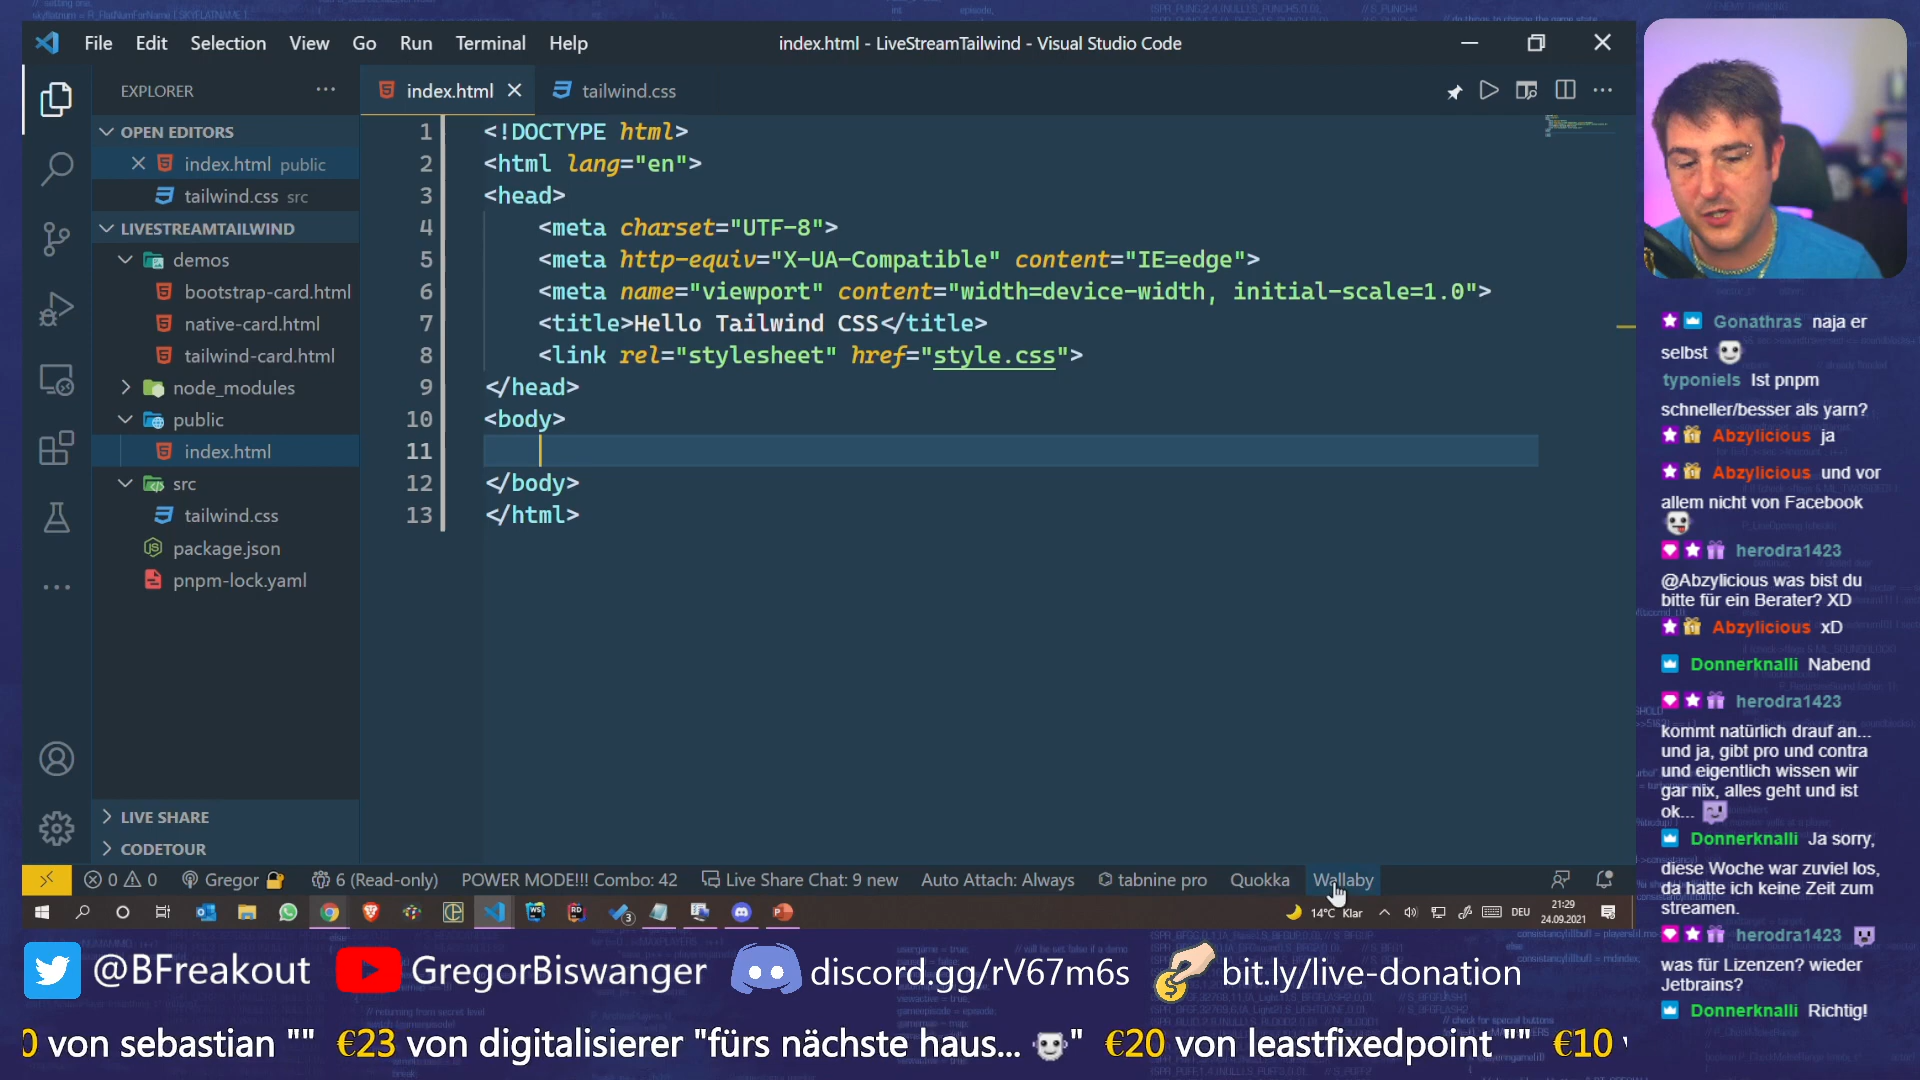 File Edit Selection View Go Run Terminal Help
index.html - LiveStreamTailwind - Visual Studio Code
EXPLORER
index.html
tailwind.css
OPEN EDITORS
index.html public
tailwind.css src
LIVESTREAMTAILWIND
demos
bootstrap-card.html
native-card.html
tailwind-card.html
node_modules
public
index.html
src
tailwind.css
package.json
pnpm-lock.yaml
LIVE SHARE
CODETOUR
1 <!DOCTYPE html>
2 <html lang="en">
3 <head>
4 <meta charset="UTF-8">
5 <meta http-equiv="X-UA-Compatible" content="IE=edge">
6 <meta name="viewport" content="width=device-width, initial-scale=1.0">
7 <title>Hello Tailwind CSS</title>
8 <link rel="stylesheet" href="style.css">
9 </head>
10 <body>
11
12 </body>
13 </html>
0 0 Gregor 6 (Read-only) POWER MODE!!! Combo: 42 Live Share Chat: 9 new Auto Attach: Always tabnine pro Quokka Wallaby
3
14°C Klar DEU
21:29
24.09.2021
Gonathras naja er
selbst
typoniels Ist pnpm
schneller/besser als yarn?
Abzylicious ja
Abzylicious und vor
allem nicht von Facebook
herodra1423
@Abzylicious was bist du
bitte für ein Berater? XD
Abzylicious xD
Donnerknalli Nabend
herodra1423
kommt natürlich drauf an...
und ja, gibt pro und contra
und eigentlich wissen wir
gar nix, alles geht und ist
ok...
Donnerknalli Ja sorry,
diese Woche war zuviel los,
da hatte ich keine Zeit zum
streamen.
herodra1423
was für Lizenzen? wieder
Jetbrains?
Donnerknalli Richtig!
@BFreakout GregorBiswanger discord.gg/rV67m6s bit.ly/live-donation
0 von sebastian "" €23 von digitalisierer "fürs nächste haus... " €20 von leastfixedpoint "" €10